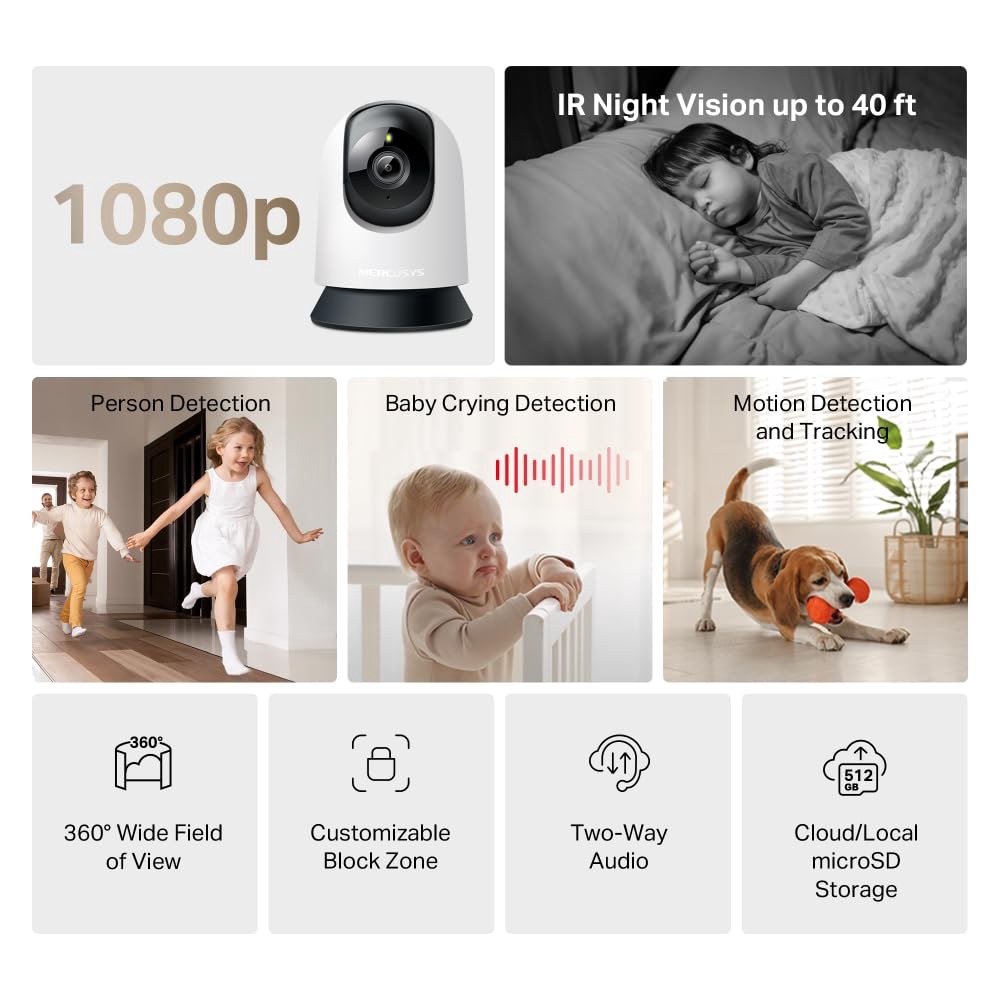 1080p
MERCUSYS
IR Night Vision up to 40 ft
Person Detection
Baby Crying Detection
Motion Detection
and Tracking
360°
360° Wide Field
of View
Customizable
Block Zone
Two-Way
Audio
512
GB
Cloud/Local
microSD
Storage